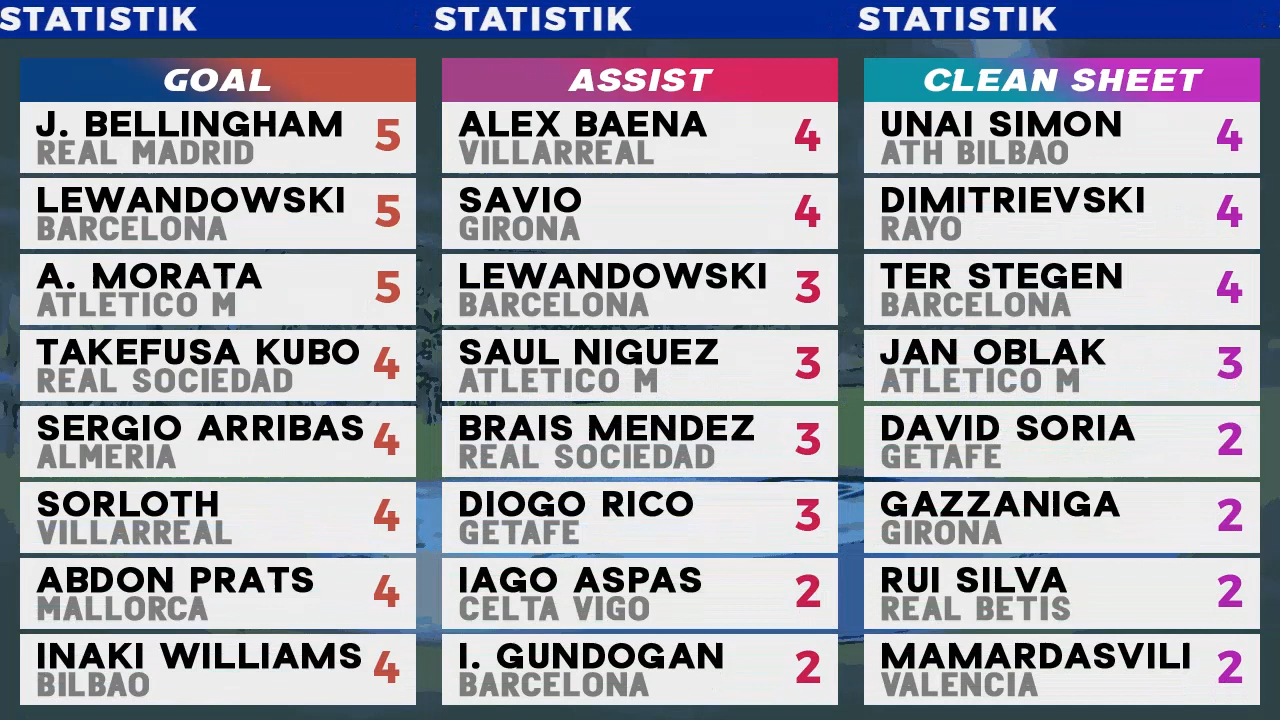 STATISTIK
GOAL
J. BELLINGHAM 5
REAL MADRID
LEWANDOWSKI 5
BARCELONA
A. MORATA 5
ATLETICO M
TAKEFUSA KUBO 4
REAL SOCIEDAD
SERGIO ARRIBAS 4
ALMERIA
SORLOTH 4
VILLARREAL
ABDON PRATS 4
MALLORCA
INAKI WILLIAMS 4
BILBAO
STATISTIK
ASSIST
ALEX BAENA 4
VILLARREAL
SAVIO 4
GIRONA
LEWANDOWSKI 3
BARCELONA
SAUL NIGUEZ 3
ATLETICO M
BRAIS MENDEZ 3
REAL SOCIEDAD
DIOGO RICO 3
GETAFE
IAGO ASPAS 2
CELTA VIGO
I. GUNDOGAN 2
BARCELONA
STATISTIK
CLEAN SHEET
UNAI SIMON 4
ATH BILBAO
DIMITRIEVSKI 4
RAYO
TER STEGEN 4
BARCELONA
JAN OBLAK 3
ATLETICO M
DAVID SORIA 2
GETAFE
GAZZANIGA 2
GIRONA
RUI SILVA 2
REAL BETIS
MAMARDASVILI 2
VALENCIA